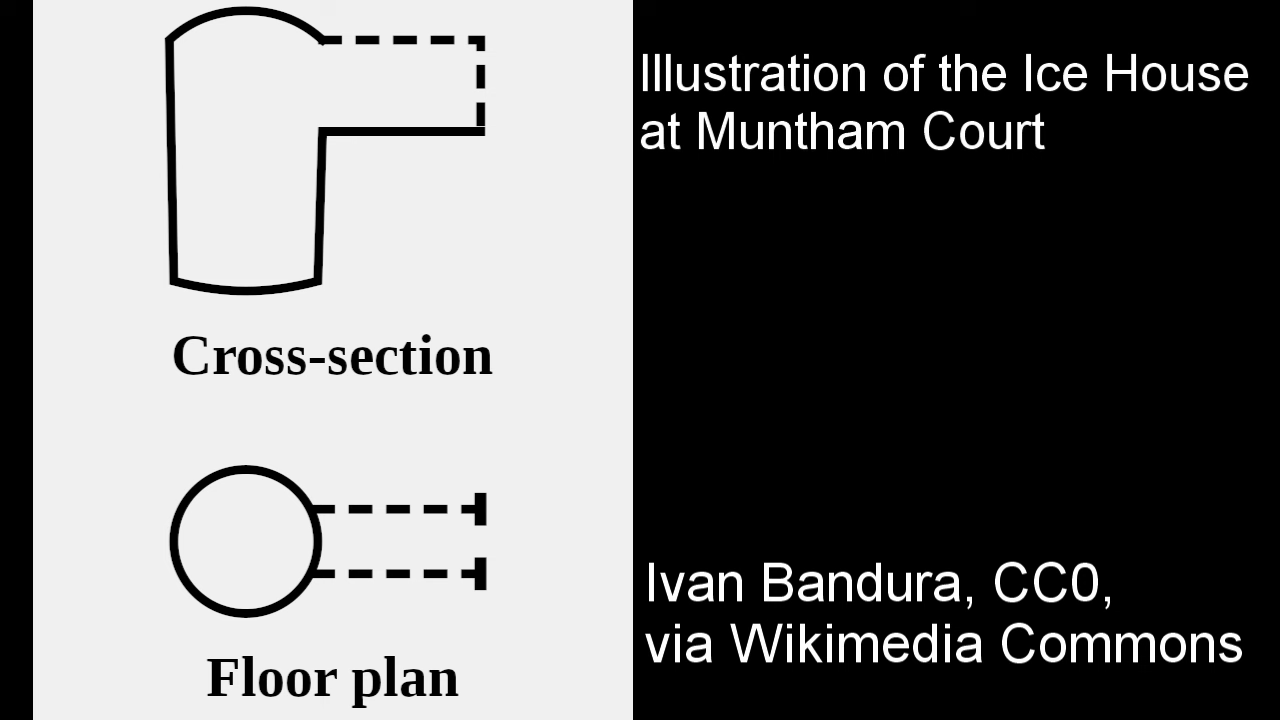 Illustration of the Ice House
at Muntham Court
Cross-section
Floor plan
Ivan Bandura, CC0,
via Wikimedia Commons